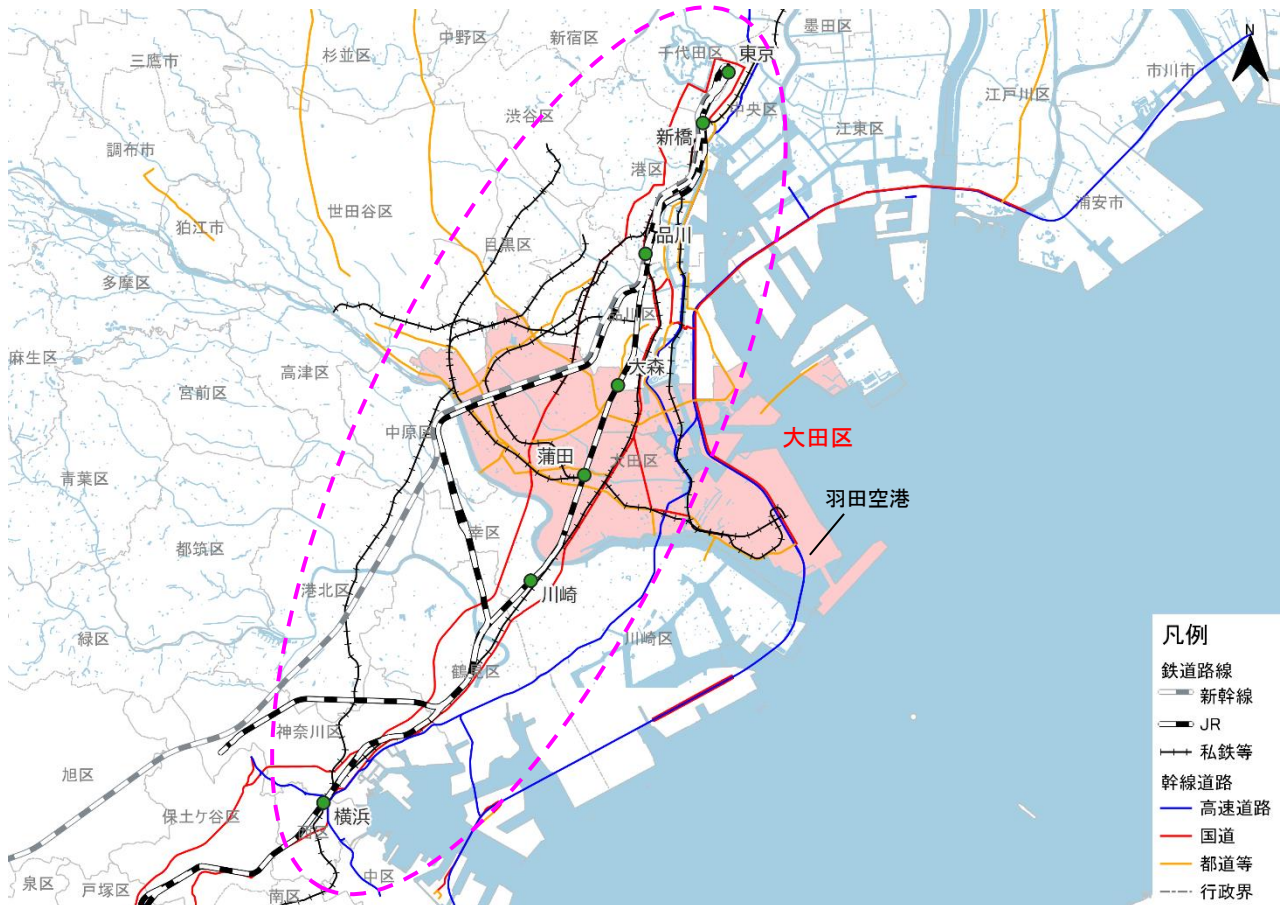 墨田区
中野区
新宿区
杉並区
千代田区
東京
N
三鷹市
市川市
江戸川区
渋谷区
中央区
江東区
新橋
調布市
港区
浦安市
世田谷区
狛江市
品川
目黒区
多摩区
品川区
麻生区
大森
高津区
宮前区
中原区
大田区
蒲田
大田区
青葉区
羽田空港
幸区
都筑区
港北区
川崎
緑区
川崎区
鶴見区
神奈川区
旭区
横浜
保土ケ谷区
西区
泉区
戸塚区
中区
南区
凡例
鉄道路線
新幹線
JR
私鉄等
幹線道路
高速道路
国道
都道等
行政界